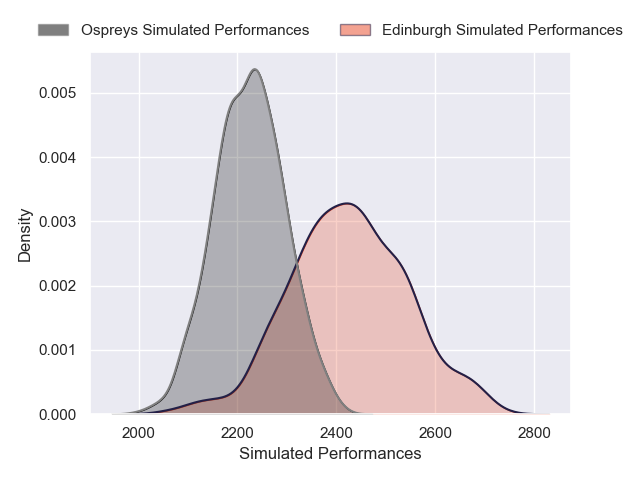 Ospreys Simulated Performances Edinburgh Simulated Performances
0.005
0.004
0.003
0.002
0.001
0.000
Density
2000 2200 2400 2600 2800
Simulated Performances